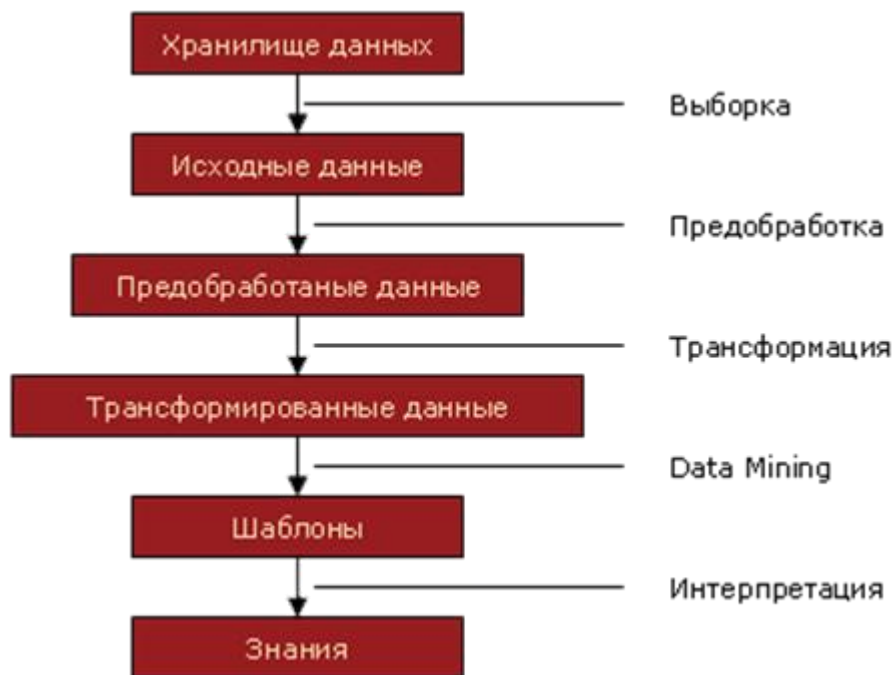 Хранилище данных
Выборка
Исходные данные
Предобработка
Предобработаные данные
Трансформация
Трансформированные данные
Data Mining
Шаблоны
Интерпретация
Знания